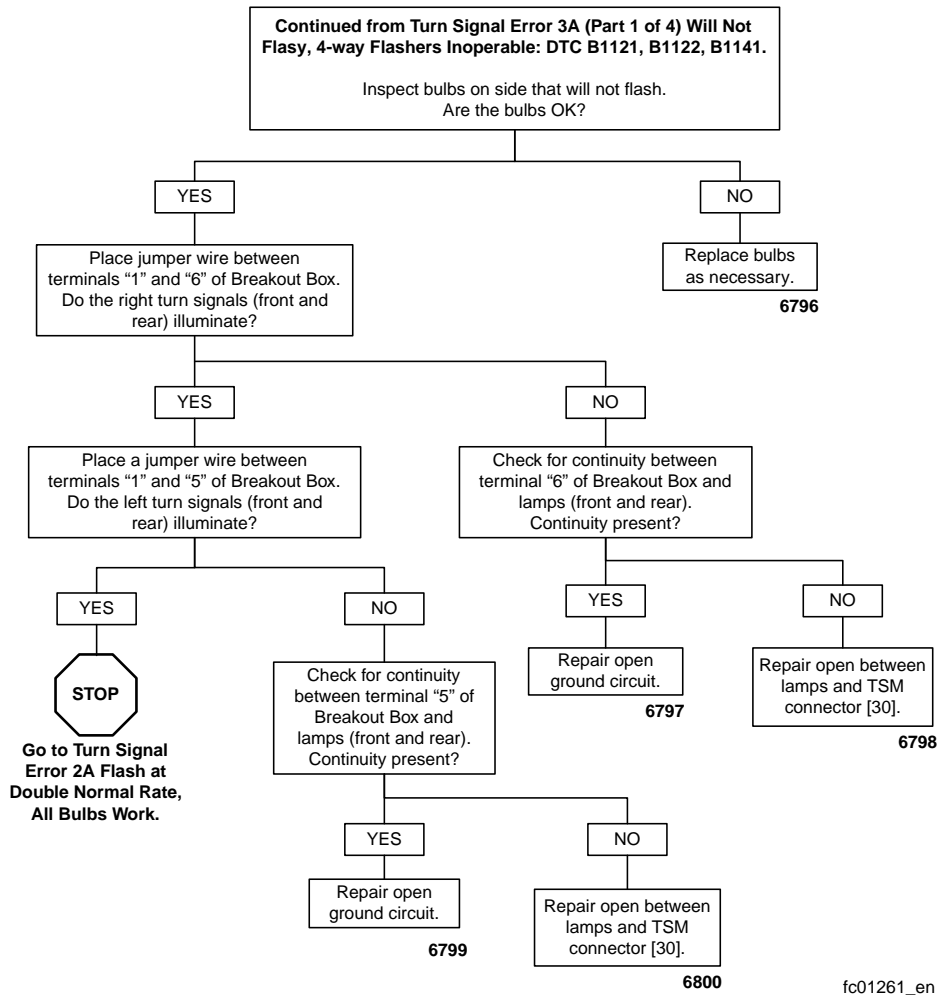 Continued from Turn Signal Error 3A (Part 1 of 4) Will Not
Flasy, 4-way Flashers Inoperable: DTC B1121, B1122, B1141.
Inspect bulbs on side that will not flash.
Are the bulbs OK?
YES
NO
Place jumper wire between
terminals “1” and “6” of Breakout Box.
Do the right turn signals (front and
rear) illuminate?
Replace bulbs
as necessary.
6796
YES
NO
Place a jumper wire between
terminals “1” and “5” of Breakout Box.
Do the left turn signals (front and
rear) illuminate?
Check for continuity between
terminal “6” of Breakout Box and
lamps (front and rear).
Continuity present?
YES
NO
YES
NO
STOP
Go to Turn Signal
Error 2A Flash at
Double Normal Rate,
All Bulbs Work.
Check for continuity
between terminal “5” of
Breakout Box and
lamps (front and rear).
Continuity present?
Repair open
ground circuit.
6797
Repair open between
lamps and TSM
connector [30].
6798
YES
NO
Repair open
ground circuit.
6799
Repair open between
lamps and TSM
connector [30].
6800
fc01261_en